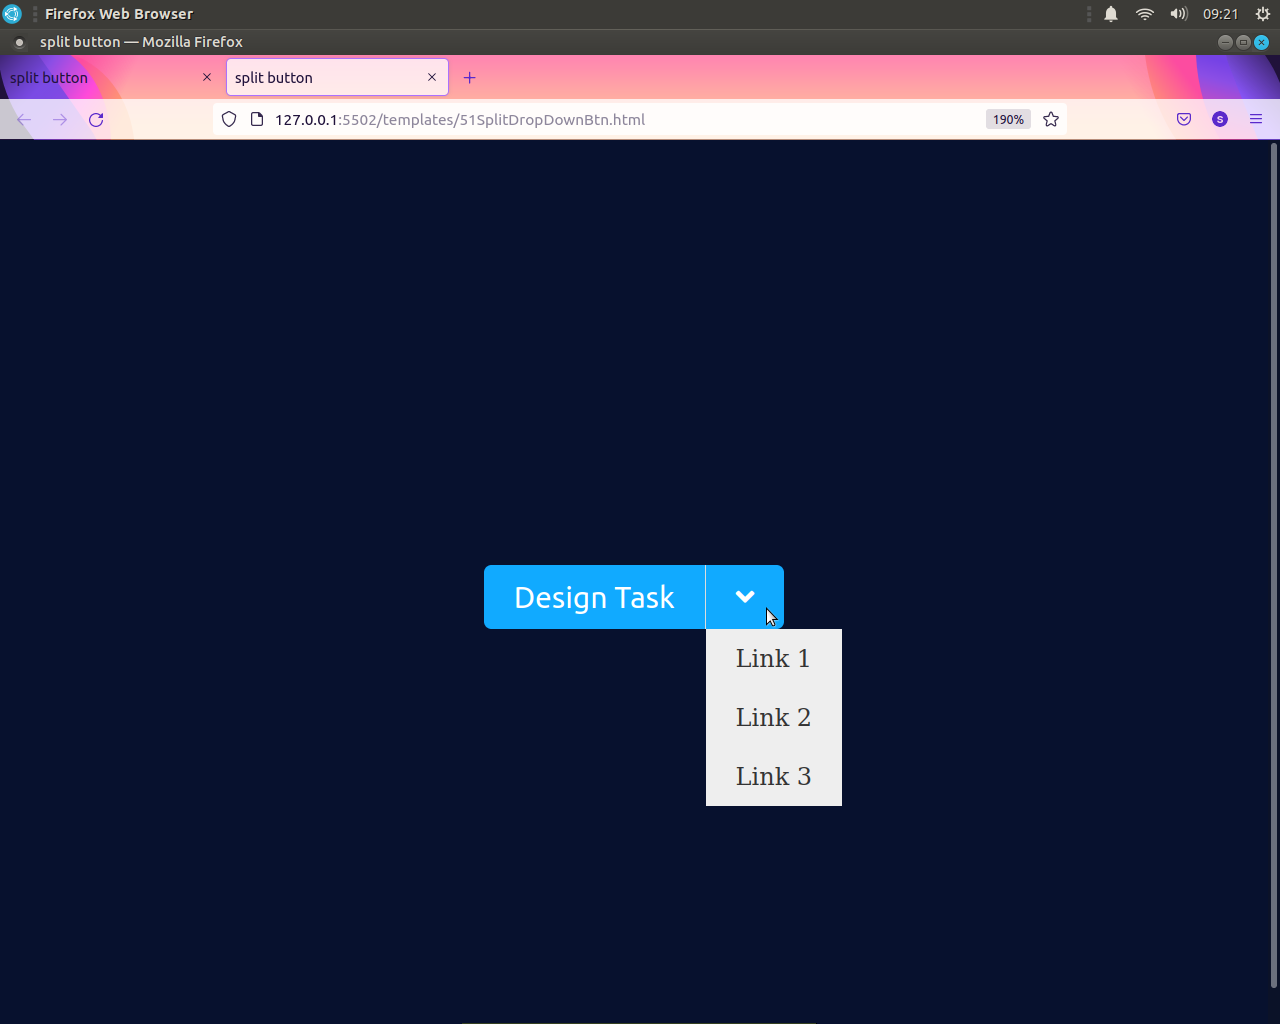 Firefox Web Browser
09:21
split button — Mozilla Firefox
split button
split button
127.0.0.1:5502/templates/51SplitDropDownBtn.html
190%
S
Design Task
Link 1
Link 2
Link 3